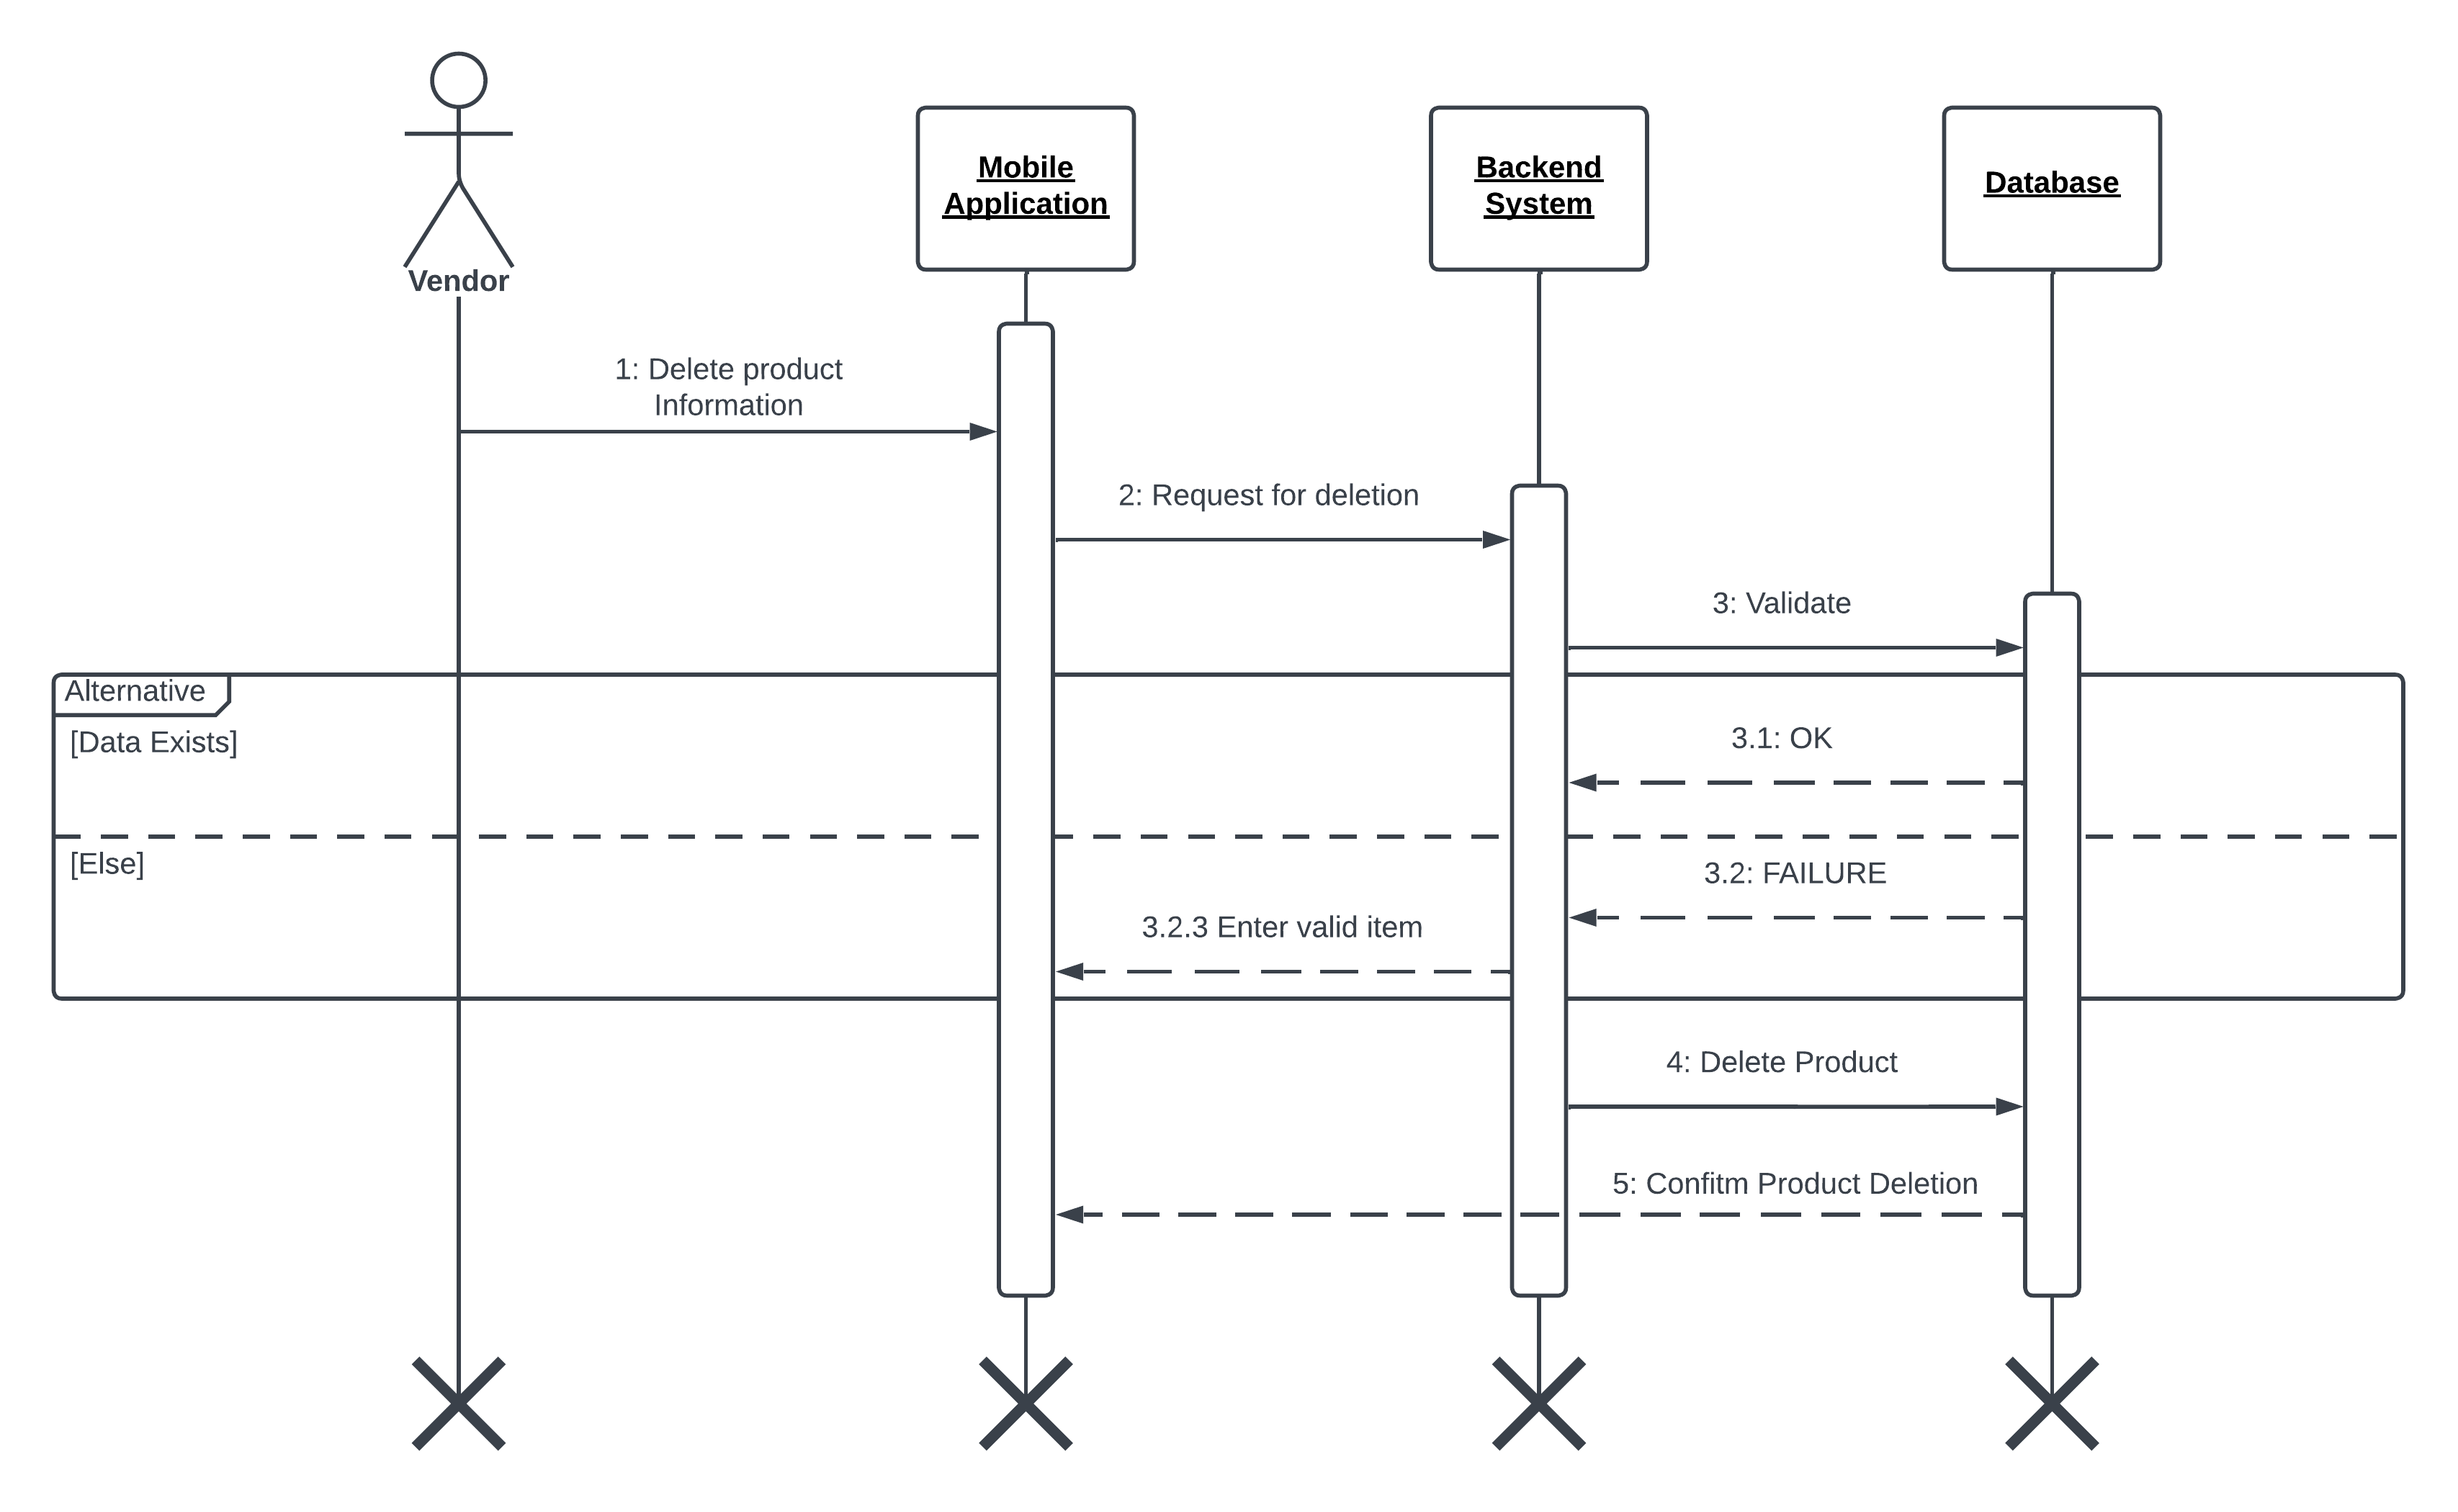 Mobile
Application
Backend
System
Database
Vendor
1: Delete product
Information
2: Request for deletion
3: Validate
Alternative
[Data Exists]
3.1: OK
[Else]
3.2: FAILURE
3.2.3 Enter valid item
4: Delete Product
5: Confitm Product Deletion